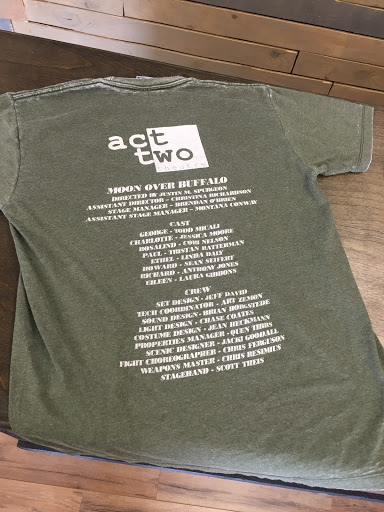 act
two
theatre
MOON OVER BUFFALO
DIRECTED BY JUSTIN M. SPURGEON
ASSISTANT DIRECTOR - CHRISTINA RICHARDSON
STAGE MANAGER - BRENDAN O'BRIEN
ASSISTANT STAGE MANAGER - MONTANA CONWAY
CAST
GEORGE - TODD MICALI
CHARLOTTE - JESSICA MOORE
ROSALIND - CORI NELSON
PAUL - TRISTAN RATTERMAN
ETHEL - LINDA DALY
HOWARD - SEAN SEIFERT
RICHARD - ANTHONY JONES
EILEEN - LAURA GIBBONS
CREW
SET DESIGN - JEFF DAVID
TECH COORDINATOR - ART ZEMON
SOUND DESIGN - BRIAN BORGSTEDE
LIGHT DESIGN - CHASE COATES
COSTUME DESIGN - JEAN HECKMANN
PROPERTIES MANAGER - QUEN TIBBS
SCENIC DESIGNER - JACKI GOODALL
FIGHT CHOREOGRAPHER - CHRIS FERGUSON
WEAPONS MASTER - CHRIS RESIMIUS
STAGEHAND - SCOTT THEIS